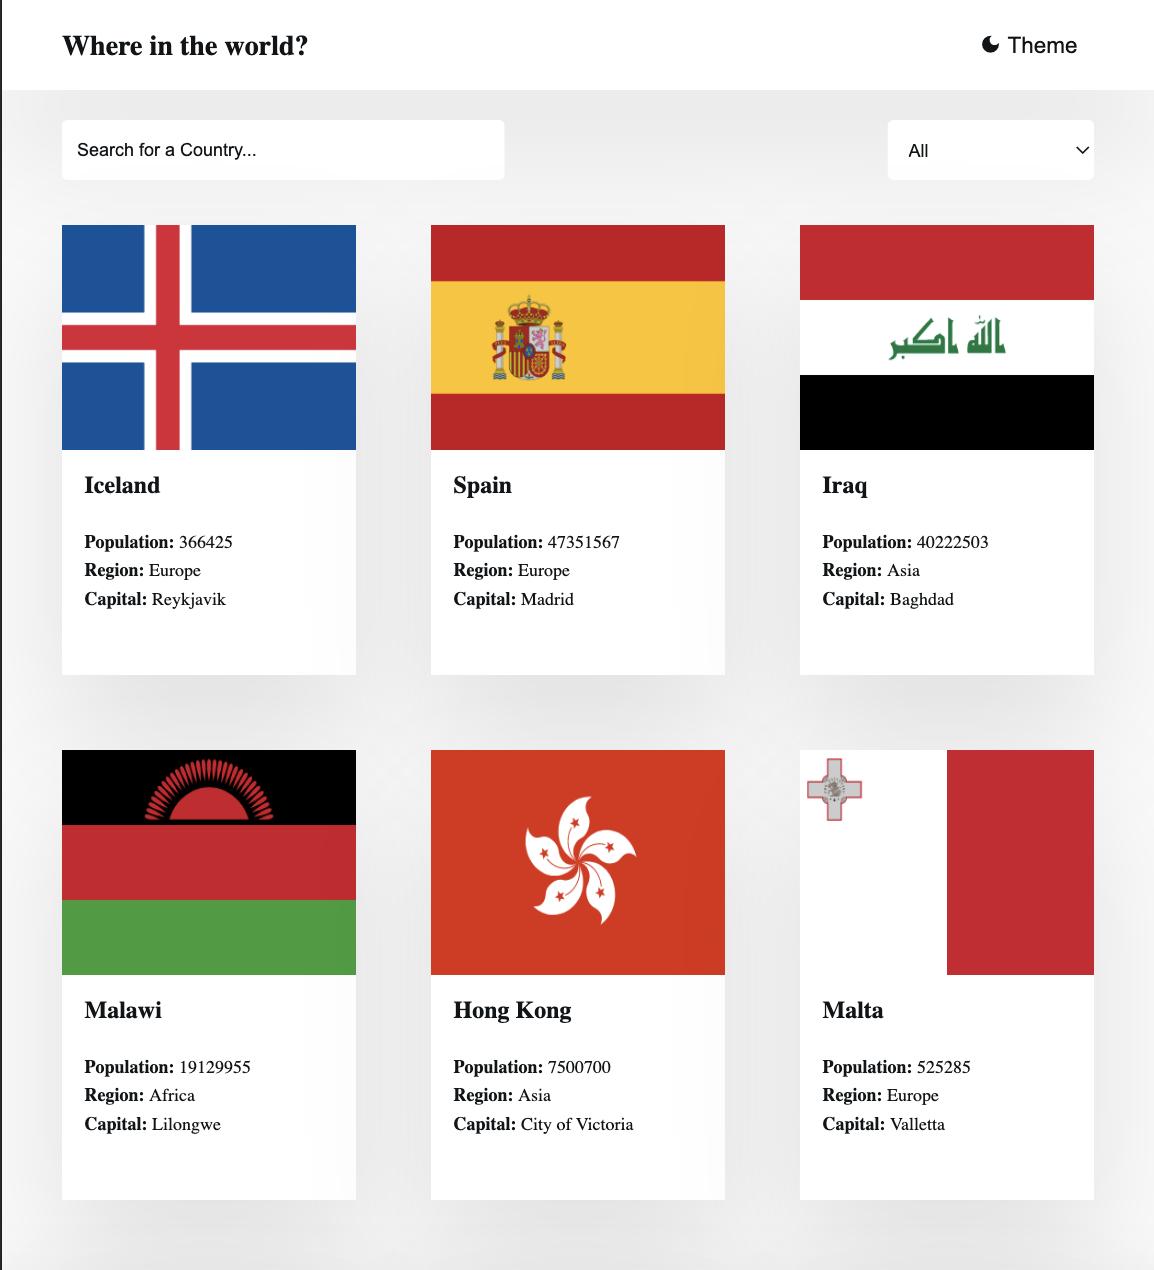 Where in the world?
Theme
Search for a Country...
All
الله اكبر
Iceland
Population: 366425
Region: Europe
Capital: Reykjavik
Spain
Population: 47351567
Region: Europe
Capital: Madrid
Iraq
Population: 40222503
Region: Asia
Capital: Baghdad
Malawi
Population: 19129955
Region: Africa
Capital: Lilongwe
Hong Kong
Population: 7500700
Region: Asia
Capital: City of Victoria
Malta
Population: 525285
Region: Europe
Capital: Valletta